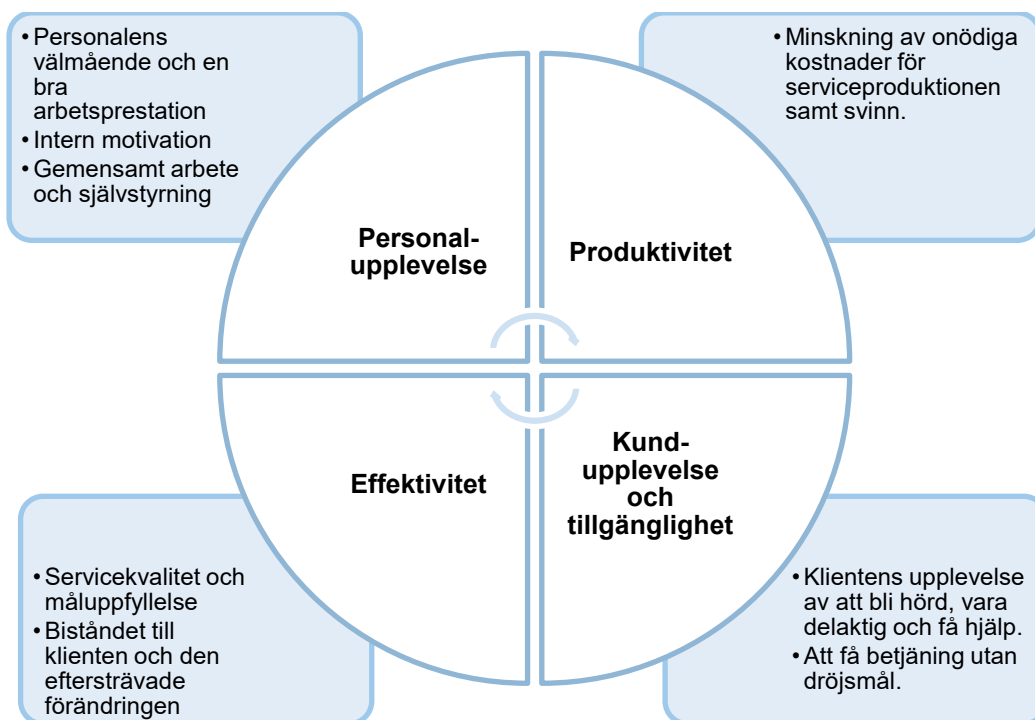 • Personalens
välmående och en
bra
arbetsprestation
• Intern motivation
• Gemensamt arbete
och självstyrning
• Minskning av onödiga
kostnader för
serviceproduktionen
samt svinn.
Personal-
upplevelse
Produktivitet
Effektivitet
Kund-
upplevelse
och
tillgänglighet
• Servicekvalitet och
måluppfyllelse
• Biståndet till
klienten och den
eftersträvade
förändringen
• Klientens upplevelse
av att bli hörd, vara
delaktig och få hjälp.
• Att få betjäning utan
dröjsmål.